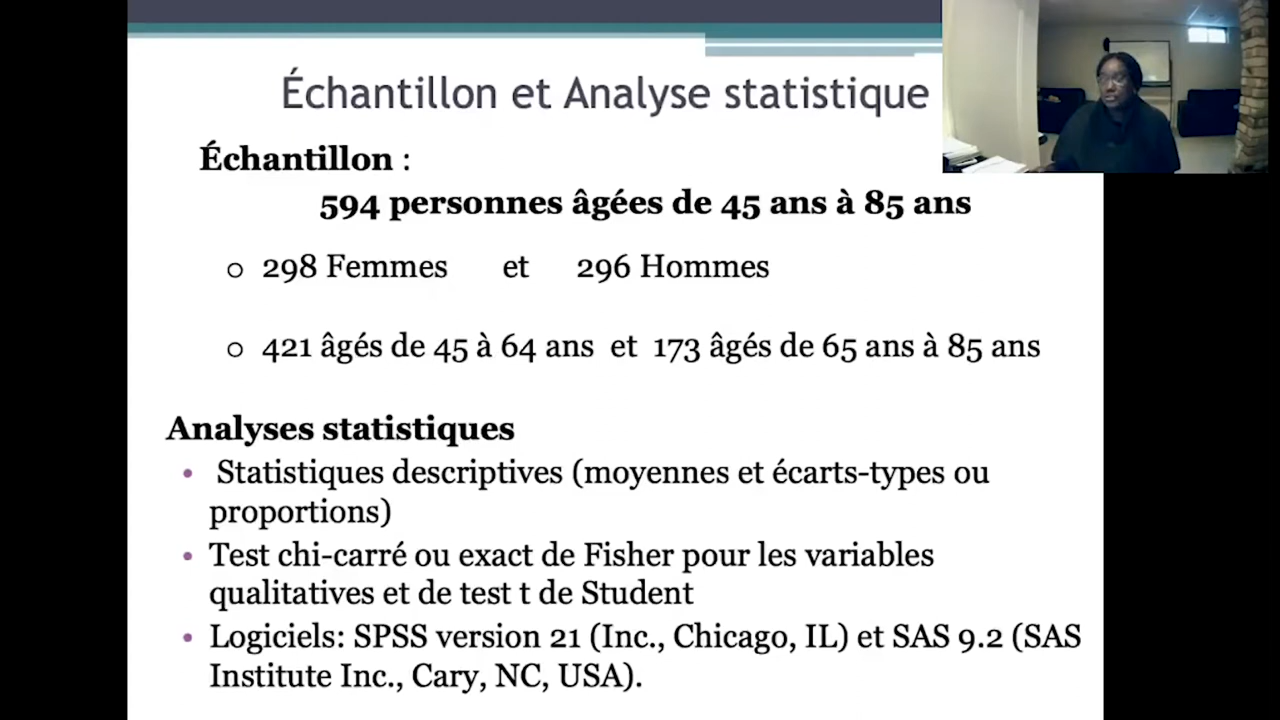 Échantillon et Analyse statistique
Échantillon :
594 personnes âgées de 45 ans à 85 ans
o 298 Femmes et 296 Hommes
o 421 âgés de 45 à 64 ans et 173 âgés de 65 ans à 85 ans
Analyses statistiques
• Statistiques descriptives (moyennes et écarts-types ou
proportions)
• Test chi-carré ou exact de Fisher pour les variables
qualitatives et de test t de Student
• Logiciels: SPSS version 21 (Inc., Chicago, IL) et SAS 9.2 (SAS
Institute Inc., Cary, NC, USA).